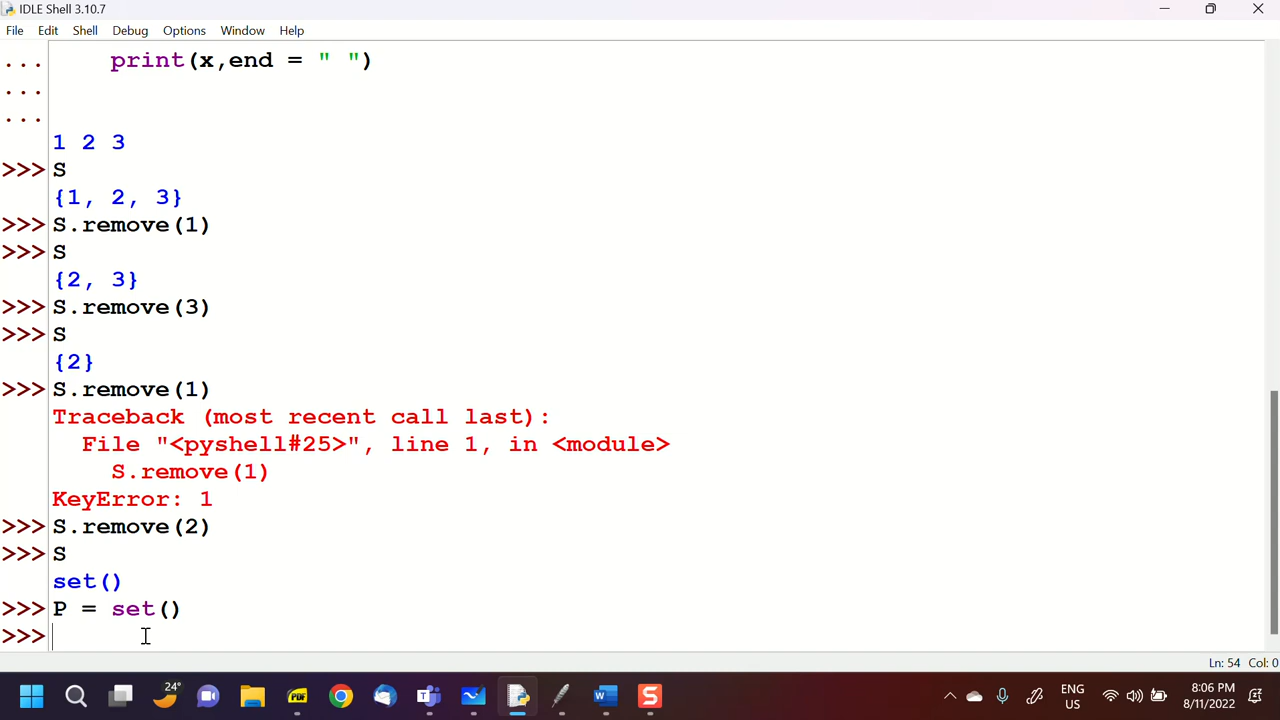 IDLE Shell 3.10.7
File Edit Shell Debug Options Window Help
... print(x,end = " ")
...
...
1 2 3
>>> S
{1, 2, 3}
>>> S.remove(1)
>>> S
{2, 3}
>>> S.remove(3)
>>> S
{2}
>>> S.remove(1)
Traceback (most recent call last):
File "<pyshell#25>", line 1, in <module>
S.remove(1)
KeyError: 1
>>> S.remove(2)
>>> S
set()
>>> P = set()
>>>
Ln: 54 Col: 0
24° PDF ENG 8:06 PM
US 8/11/2022